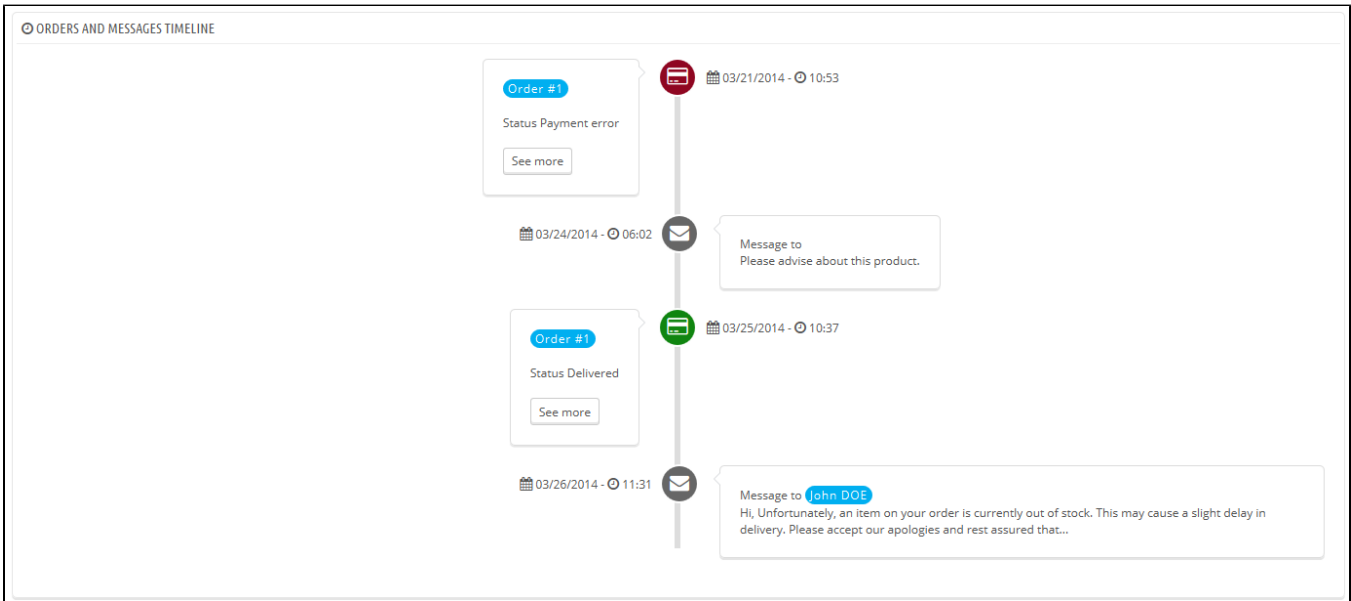 ORDERS AND MESSAGES TIMELINE
Order #1
Status Payment error
See more
03/21/2014 - 10:53
03/24/2014 - 06:02
Message to
Please advise about this product.
Order #1
Status Delivered
See more
03/25/2014 - 10:37
03/26/2014 - 11:31
Message to John DOE
Hi, Unfortunately, an item on your order is currently out of stock. This may cause a slight delay in
delivery. Please accept our apologies and rest assured that...